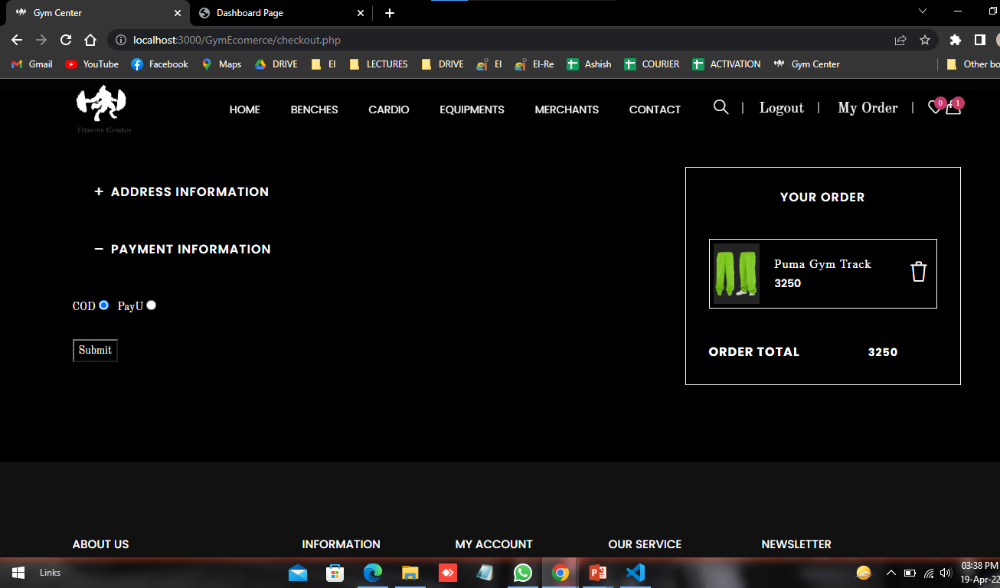 Gym Center
Dashboard Page
localhost:3000/GymEcomerce/checkout.php
Gmail YouTube Facebook Maps DRIVE EI LECTURES DRIVE EI EI-Re Ashish COURIER ACTIVATION Gym Center Other bo
Fitness Center
HOME BENCHES CARDIO EQUIPMENTS MERCHANTS CONTACT | Logout | My Order | 0 1
+ ADDRESS INFORMATION
− PAYMENT INFORMATION
COD PayU
Submit
YOUR ORDER
Puma Gym Track
3250
ORDER TOTAL 3250
ABOUT US INFORMATION MY ACCOUNT OUR SERVICE NEWSLETTER
Links
03:38 PM
19-Apr-22